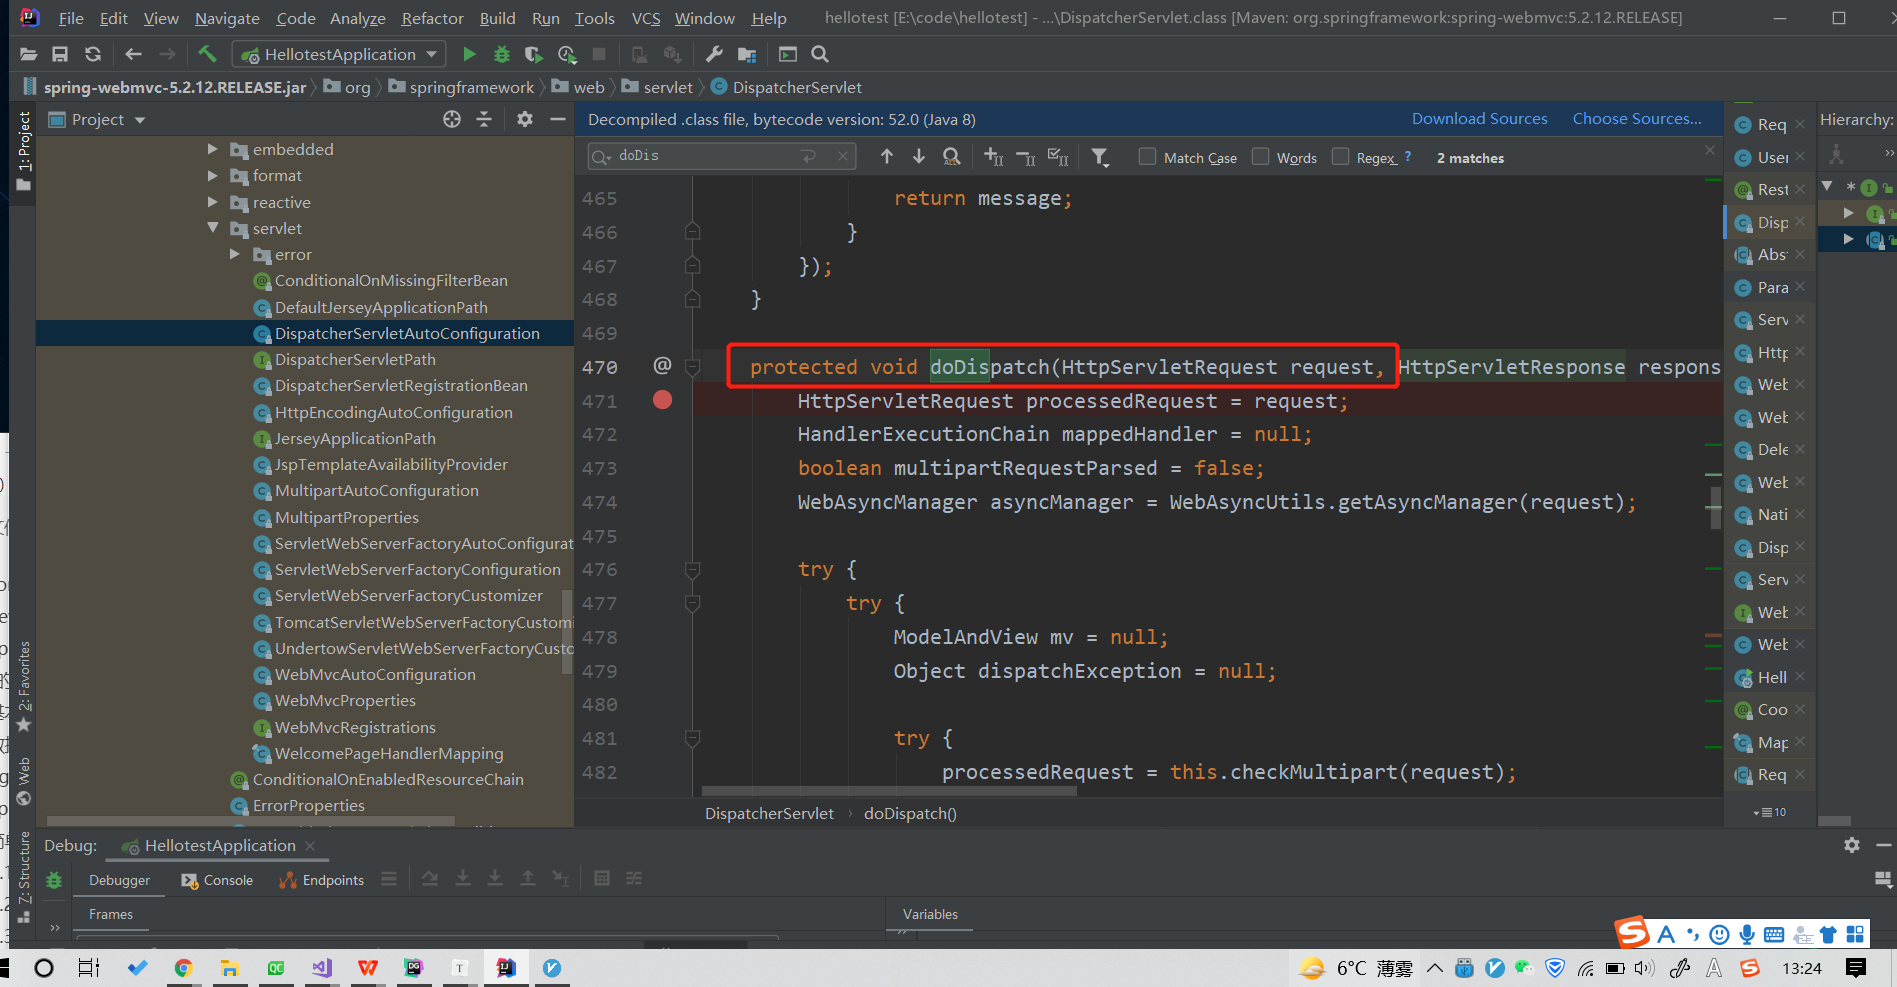 File Edit View Navigate Code Analyze Refactor Build Run Tools VCS Window Help hellotest [E:\code\hellotest] - ...\DispatcherServlet.class [Maven: org.springframework:spring-webmvc:5.2.12.RELEASE]
HellotestApplication
spring-webmvc-5.2.12.RELEASE.jar org springframework web servlet DispatcherServlet
1: Project
2: Favorites
Web
Z: Structure
Project
embedded
format
reactive
servlet
error
ConditionalOnMissingFilterBean
DefaultJerseyApplicationPath
DispatcherServletAutoConfiguration
DispatcherServletPath
DispatcherServletRegistrationBean
HttpEncodingAutoConfiguration
JerseyApplicationPath
JspTemplateAvailabilityProvider
MultipartAutoConfiguration
MultipartProperties
ServletWebServerFactoryAutoConfigurat
ServletWebServerFactoryConfiguration
ServletWebServerFactoryCustomizer
TomcatServletWebServerFactoryCustomi
UndertowServletWebServerFactoryCusto
WebMvcAutoConfiguration
WebMvcProperties
WebMvcRegistrations
WelcomePageHandlerMapping
ConditionalOnEnabledResourceChain
ErrorProperties
Decompiled .class file, bytecode version: 52.0 (Java 8) Download Sources Choose Sources...
doDis Match Case Words Regex ? 2 matches
465 return message;
466 }
467 });
468 }
469
470 @ protected void doDispatch(HttpServletRequest request, HttpServletResponse respons
471 HttpServletRequest processedRequest = request;
472 HandlerExecutionChain mappedHandler = null;
473 boolean multipartRequestParsed = false;
474 WebAsyncManager asyncManager = WebAsyncUtils.getAsyncManager(request);
475
476 try {
477 try {
478 ModelAndView mv = null;
479 Object dispatchException = null;
480
481 try {
482 processedRequest = this.checkMultipart(request);
DispatcherServlet › doDispatch()
Req
User
Rest
Disp
Abs
Para
Serv
Http
Web
Web
Dele
Web
Nati
Disp
Serv
Web
Web
Hell
Coo
Map
Req
10
Hierarchy:
Debug: HellotestApplication
Debugger Console Endpoints
Frames Variables
6°C 薄雾 13:24